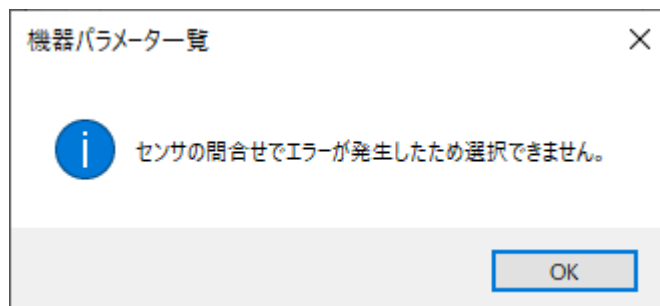 機器パラメータ一覧
センサの問合せでエラーが発生したため選択できません。
OK